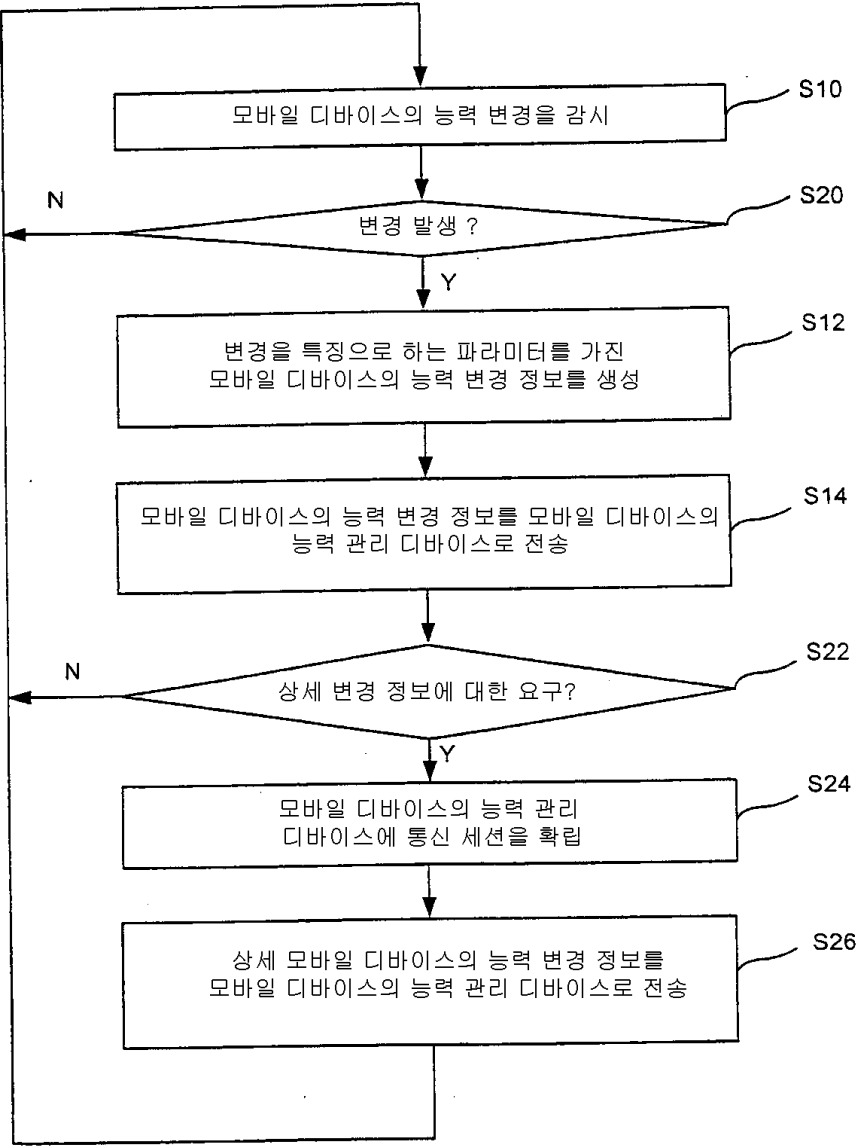 S10
모바일 디바이스의 능력 변경을 감시
S20
N
변경 발생 ?
Y
S12
변경을 특징으로 하는 파라미터를 가진
모바일 디바이스의 능력 변경 정보를 생성
S14
모바일 디바이스의 능력 변경 정보를 모바일 디바이스의
능력 관리 디바이스로 전송
S22
N
상세 변경 정보에 대한 요구?
Y
S24
모바일 디바이스의 능력 관리
디바이스에 통신 세션을 확립
S26
상세 모바일 디바이스의 능력 변경 정보를
모바일 디바이스의 능력 관리 디바이스로 전송